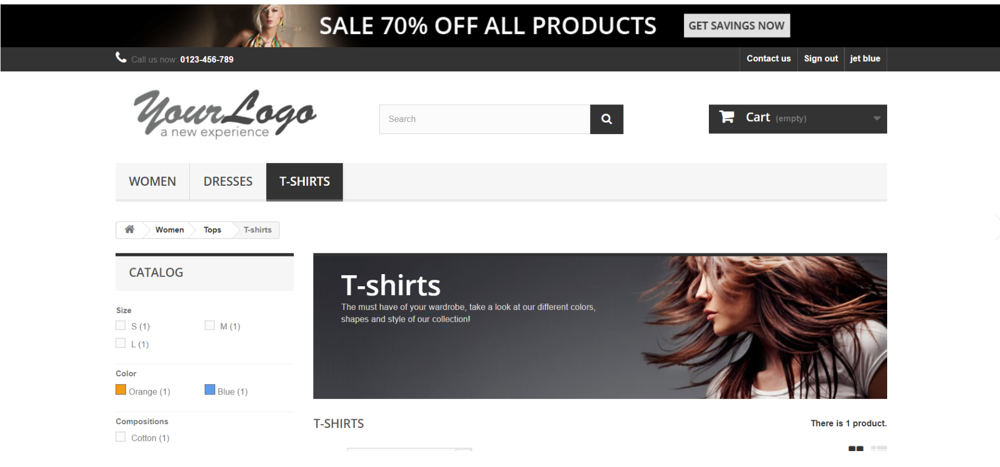 SALE 70% OFF ALL PRODUCTS GET SAVINGS NOW
Call us now: 0123-456-789 Contact us Sign out jet blue
Your Logo
a new experience
Search
Cart (empty)
WOMEN DRESSES T-SHIRTS
Women Tops T-shirts
CATALOG
Size
S (1) M (1)
L (1)
Color
Orange (1) Blue (1)
Compositions
Cotton (1)
T-shirts
The must have of your wardrobe, take a look at our different colors,
shapes and style of our collection!
T-SHIRTS There is 1 product.